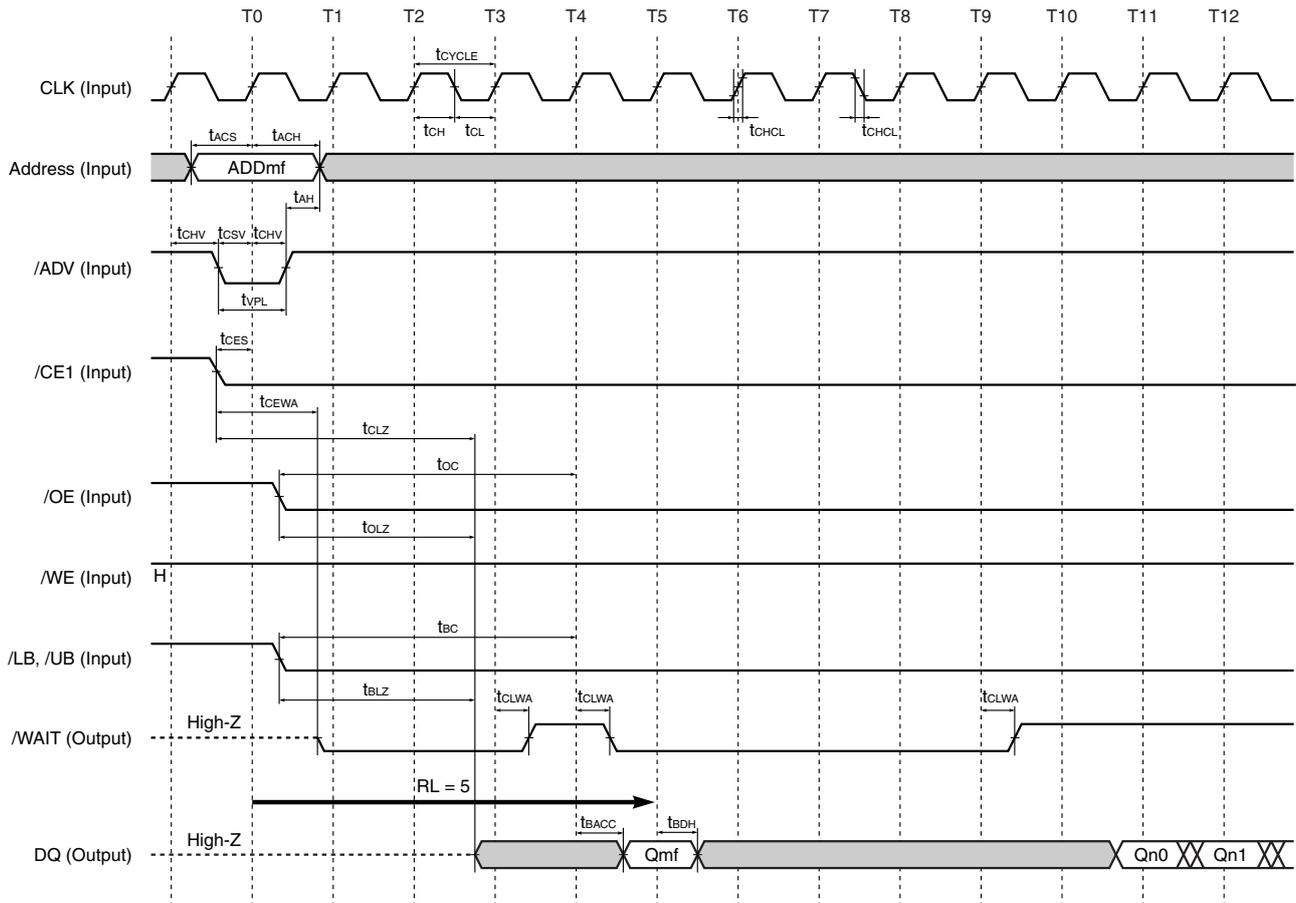 T0 T1 T2 T3 T4 T5 T6 T7 T8 T9 T10 T11 T12
tCYCLE
CLK (Input)
tCH tCL tCHCL tCHCL
tACS tACH
Address (Input) ADDmf
tAH
tCHV tCSV tCHV
/ADV (Input)
tVPL
tCES
/CE1 (Input)
tCEWA
tCLZ
tOC
/OE (Input)
tOLZ
/WE (Input) H
tBC
/LB, /UB (Input)
tBLZ tCLWA tCLWA tCLWA
High-Z
/WAIT (Output)
RL = 5
tBACC tBDH
High-Z
DQ (Output) Qmf Qn0 Qn1